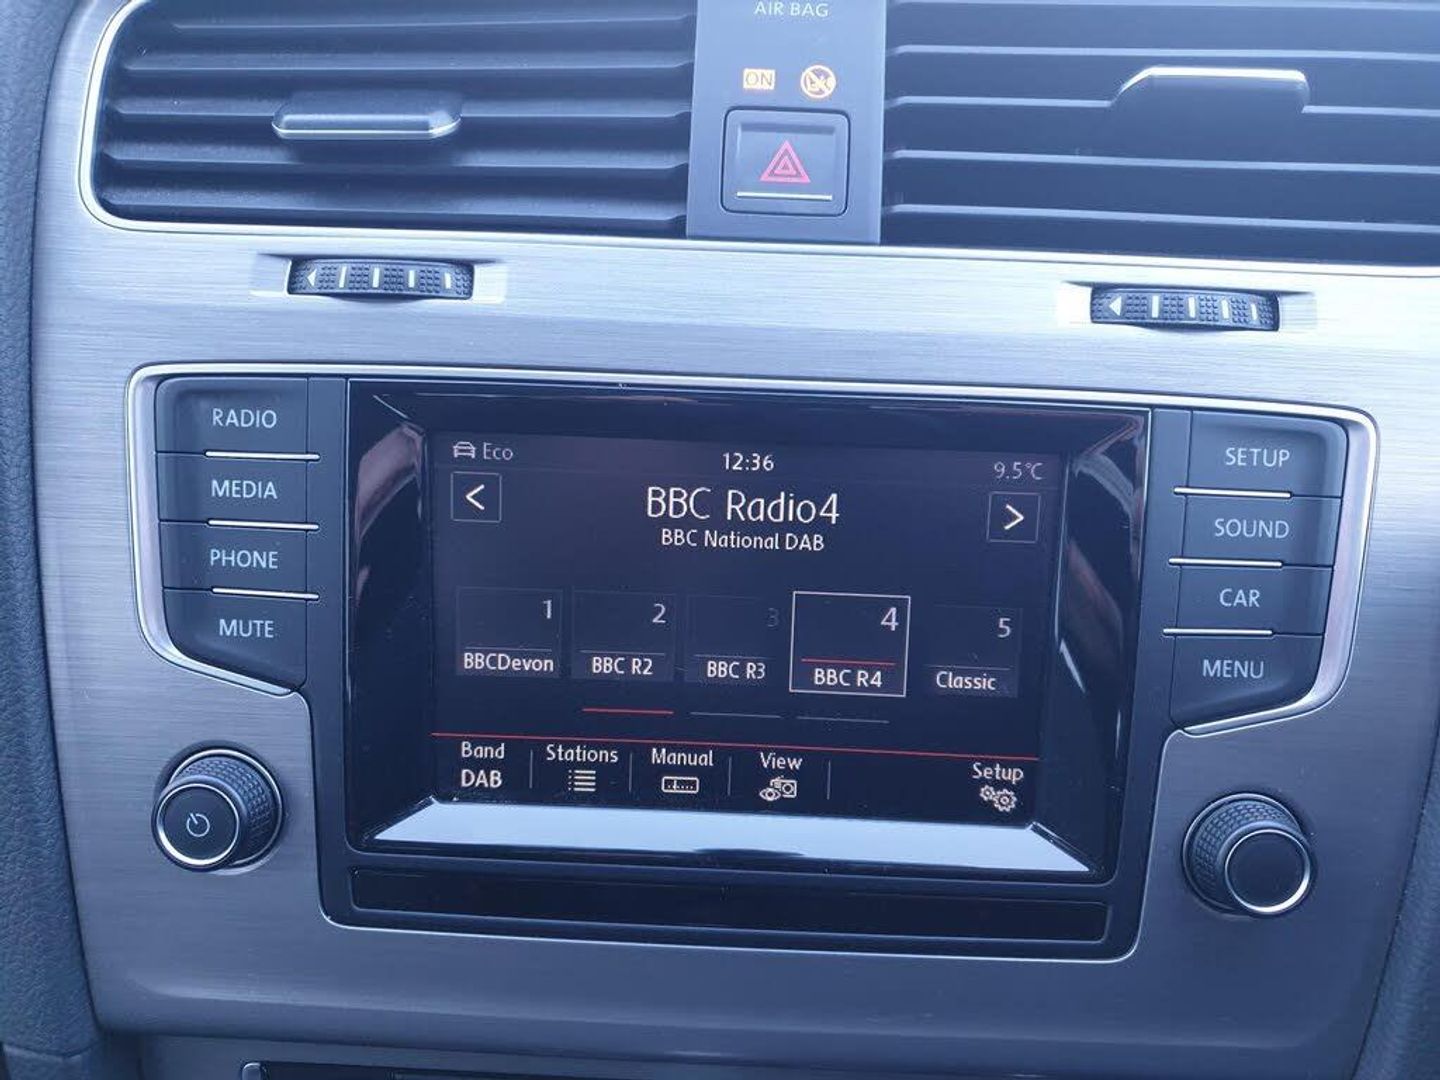 AIR BAG
ON
RADIO
MEDIA
PHONE
MUTE
Eco
12:36
9.5°C
<
BBC Radio4
>
BBC National DAB
1
2
3
4
5
BBCDevon
BBC R2
BBC R3
BBC R4
Classic
Band
Stations
Manual
View
Setup
DAB
SETUP
SOUND
CAR
MENU